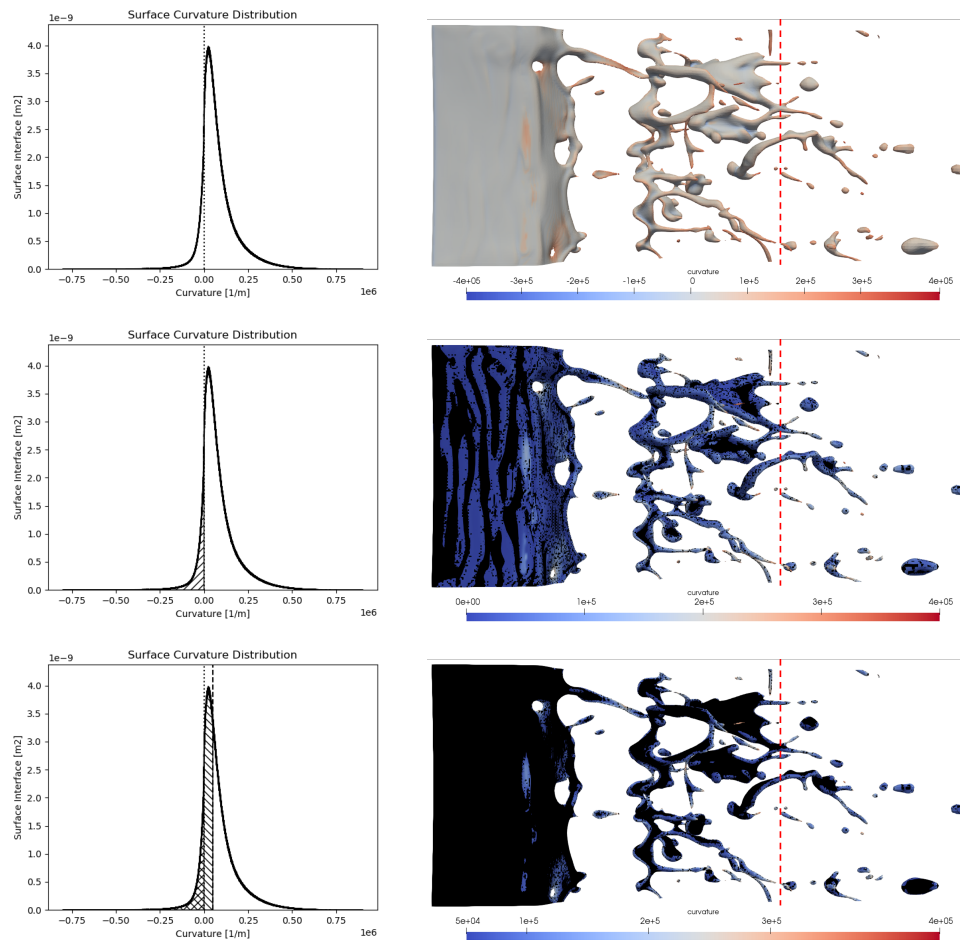 Surface Curvature Distribution
1e−9
4.0
3.5
3.0
2.5
2.0
1.5
1.0
0.5
0.0
Surface Interface [m2]
−0.75 −0.50 −0.25 0.00 0.25 0.50 0.75
Curvature [1/m]
1e6
curvature
-4e+05 -3e+5 -2e+5 -1e+5 0 1e+5 2e+5 3e+5 4e+05
Surface Curvature Distribution
1e−9
4.0
3.5
3.0
2.5
2.0
1.5
1.0
0.5
0.0
Surface Interface [m2]
−0.75 −0.50 −0.25 0.00 0.25 0.50 0.75
Curvature [1/m]
1e6
curvature
0e+00 1e+5 2e+5 3e+5 4e+05
Surface Curvature Distribution
1e−9
4.0
3.5
3.0
2.5
2.0
1.5
1.0
0.5
0.0
Surface Interface [m2]
−0.75 −0.50 −0.25 0.00 0.25 0.50 0.75
Curvature [1/m]
1e6
curvature
5e+04 1e+5 2e+5 3e+5 4e+05